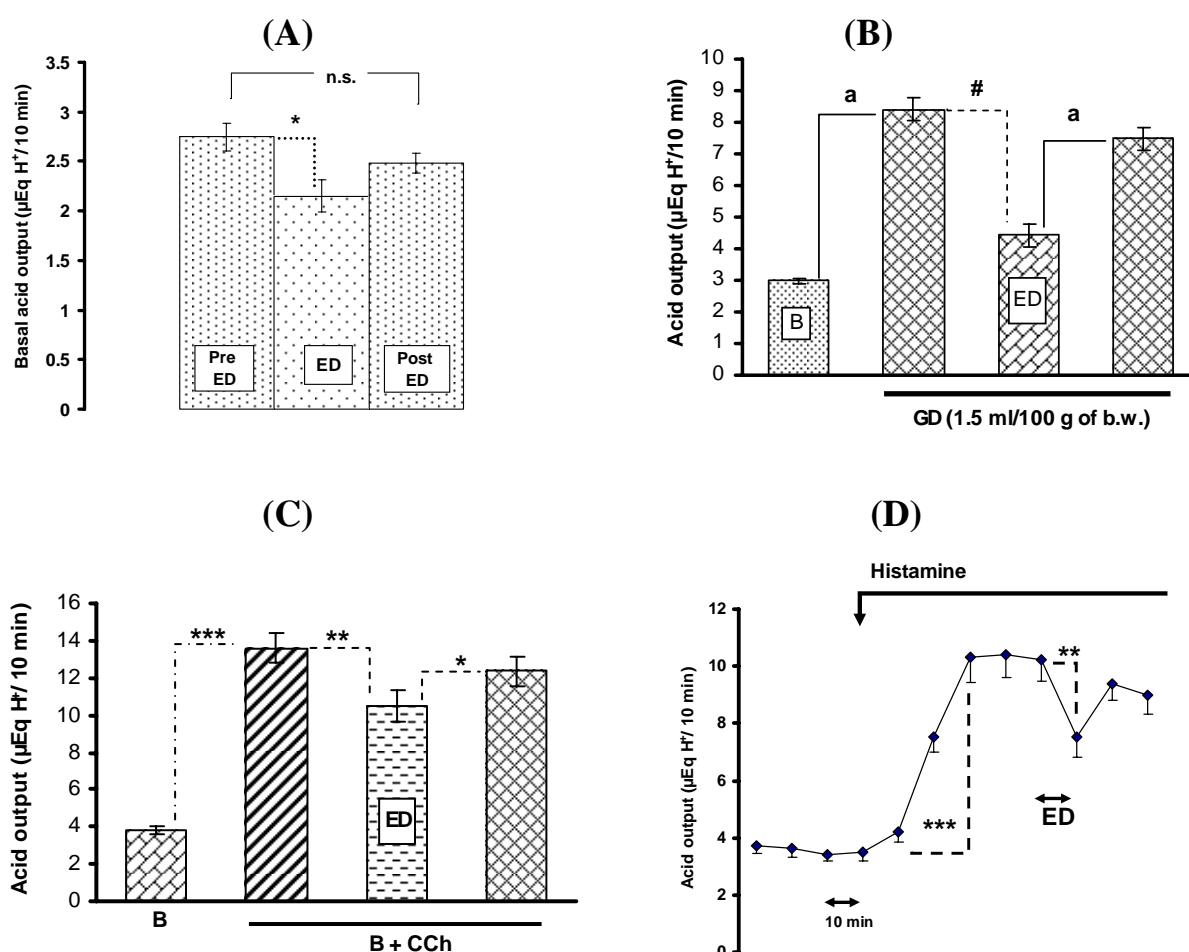 (A)
Basal acid output (µEq H⁺/ 10 min)
3.5
3
2.5
2
1.5
1
0.5
0
n.s.
*
Pre
ED
ED
Post
ED
(B)
Acid output (µEq H⁺/10 min)
10
9
8
7
6
5
4
3
2
1
0
a
#
a
B
ED
GD (1.5 ml/100 g of b.w.)
(C)
Acid output (µEq H⁺/ 10 min)
16
14
12
10
8
6
4
2
0
***
**
*
ED
B
B + CCh
(D)
Histamine
Acid output (µEq H⁺/ 10 min)
12
10
8
6
4
2
0
***
**
ED
10 min